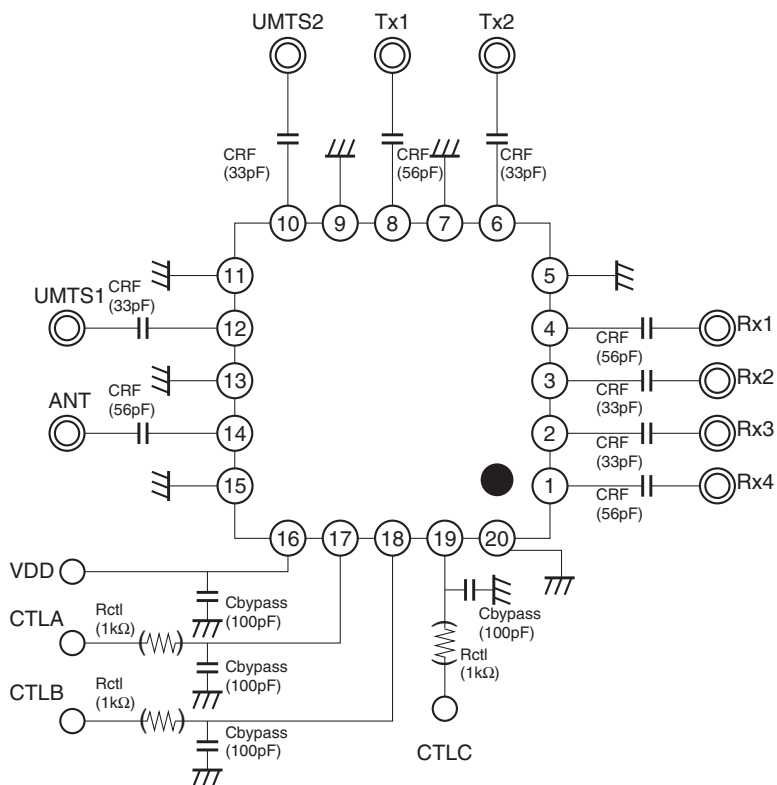 UMTS2 Tx1 Tx2
CRF
(33pF)
CRF
(56pF)
CRF
(33pF)
10 9 8 7 6
11
5
UMTS1
CRF
(33pF)
12
4
CRF
(56pF)
Rx1
13
3
CRF
(33pF)
Rx2
ANT
CRF
(56pF)
14
2
CRF
(33pF)
Rx3
15
1
CRF
(56pF)
Rx4
16 17 18 19 20
VDD
Cbypass
(100pF)
CTLA
Rctl
(1kΩ)
Cbypass
(100pF)
CTLB
Rctl
(1kΩ)
Cbypass
(100pF)
Cbypass
(100pF)
Rctl
(1kΩ)
CTLC